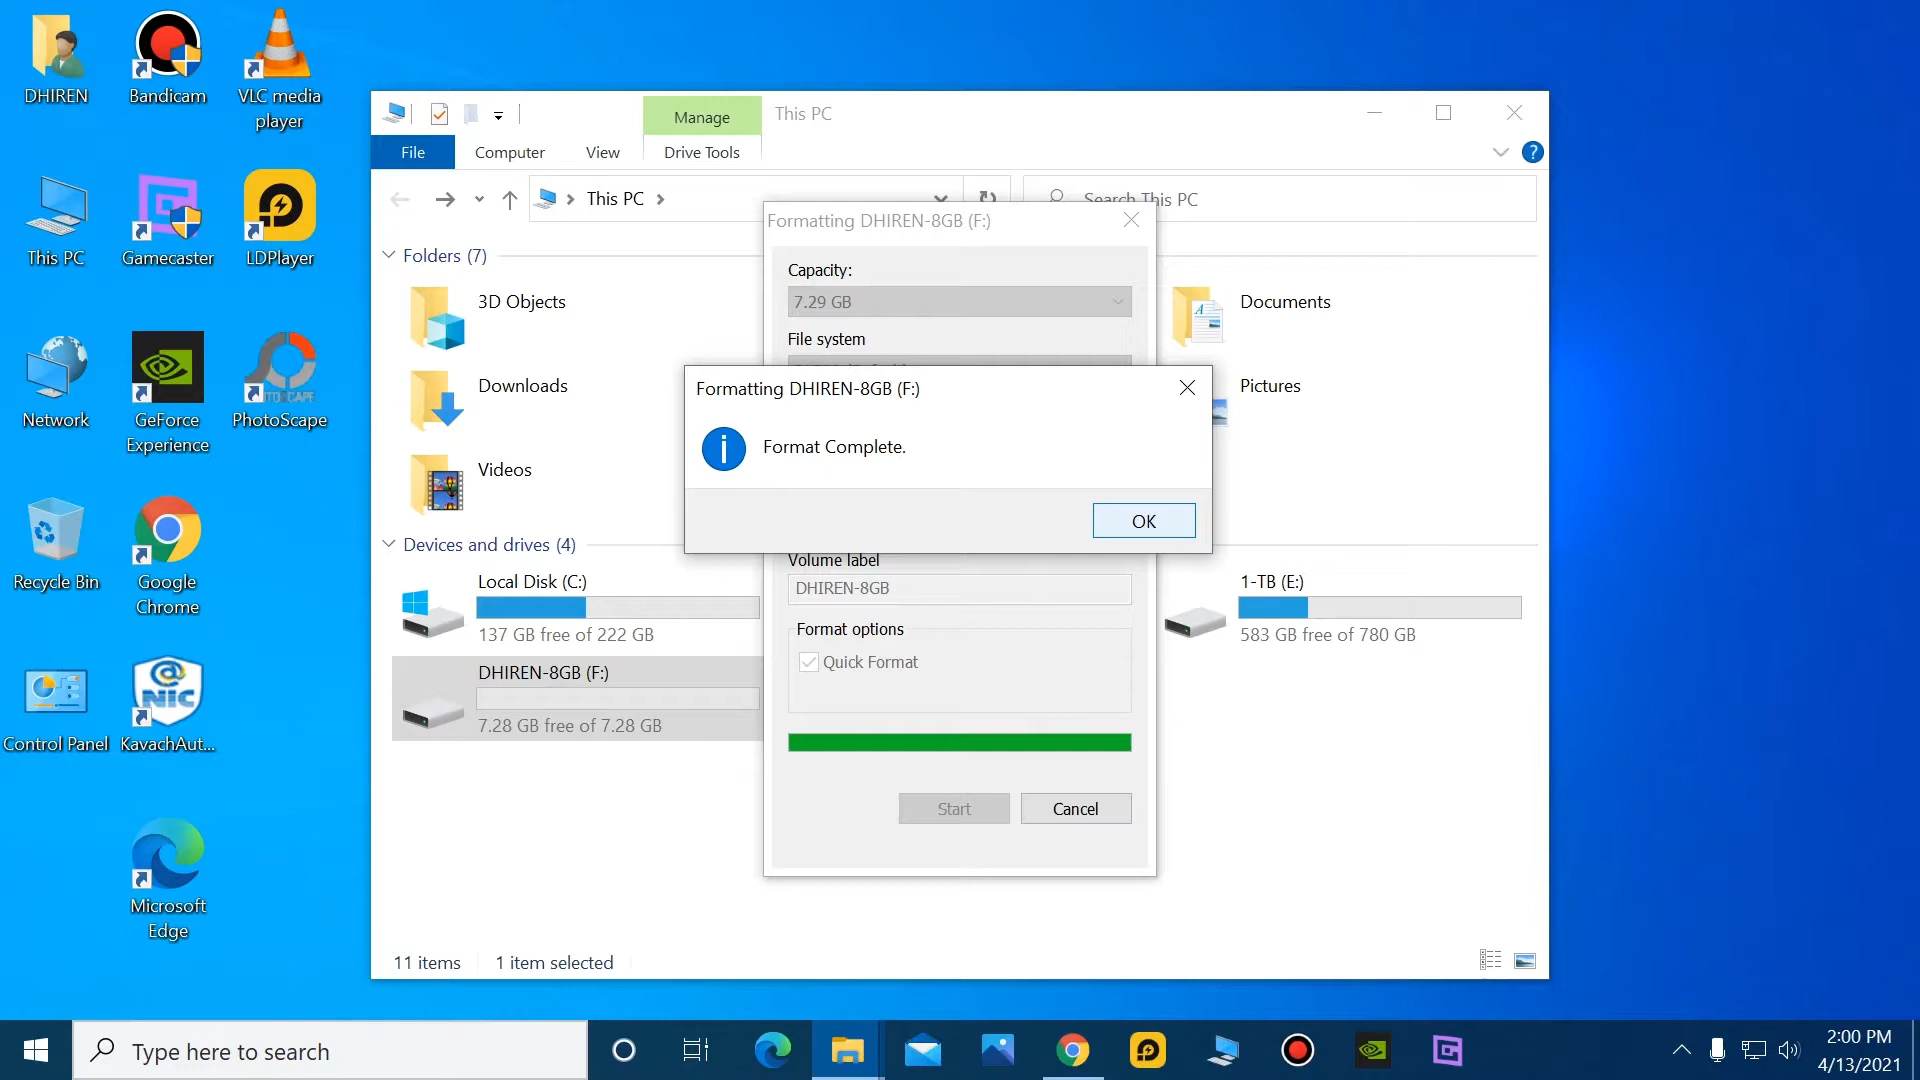 DHIREN
Bandicam
VLC media
player
This PC
Gamecaster
LDPlayer
Network
GeForce
Experience
PhotoScape
Recycle Bin
Google
Chrome
Control Panel
KavachAut...
Microsoft
Edge
Manage
This PC
File
Computer
View
Drive Tools
This PC
Search This PC
Folders (7)
3D Objects
Downloads
Videos
Documents
Pictures
Devices and drives (4)
Local Disk (C:)
137 GB free of 222 GB
1-TB (E:)
583 GB free of 780 GB
DHIREN-8GB (F:)
7.28 GB free of 7.28 GB
11 items
1 item selected
Formatting DHIREN-8GB (F:)
Capacity:
7.29 GB
File system
Formatting DHIREN-8GB (F:)
Format Complete.
OK
Volume label
DHIREN-8GB
Format options
Quick Format
Start
Cancel
Type here to search
2:00 PM
4/13/2021